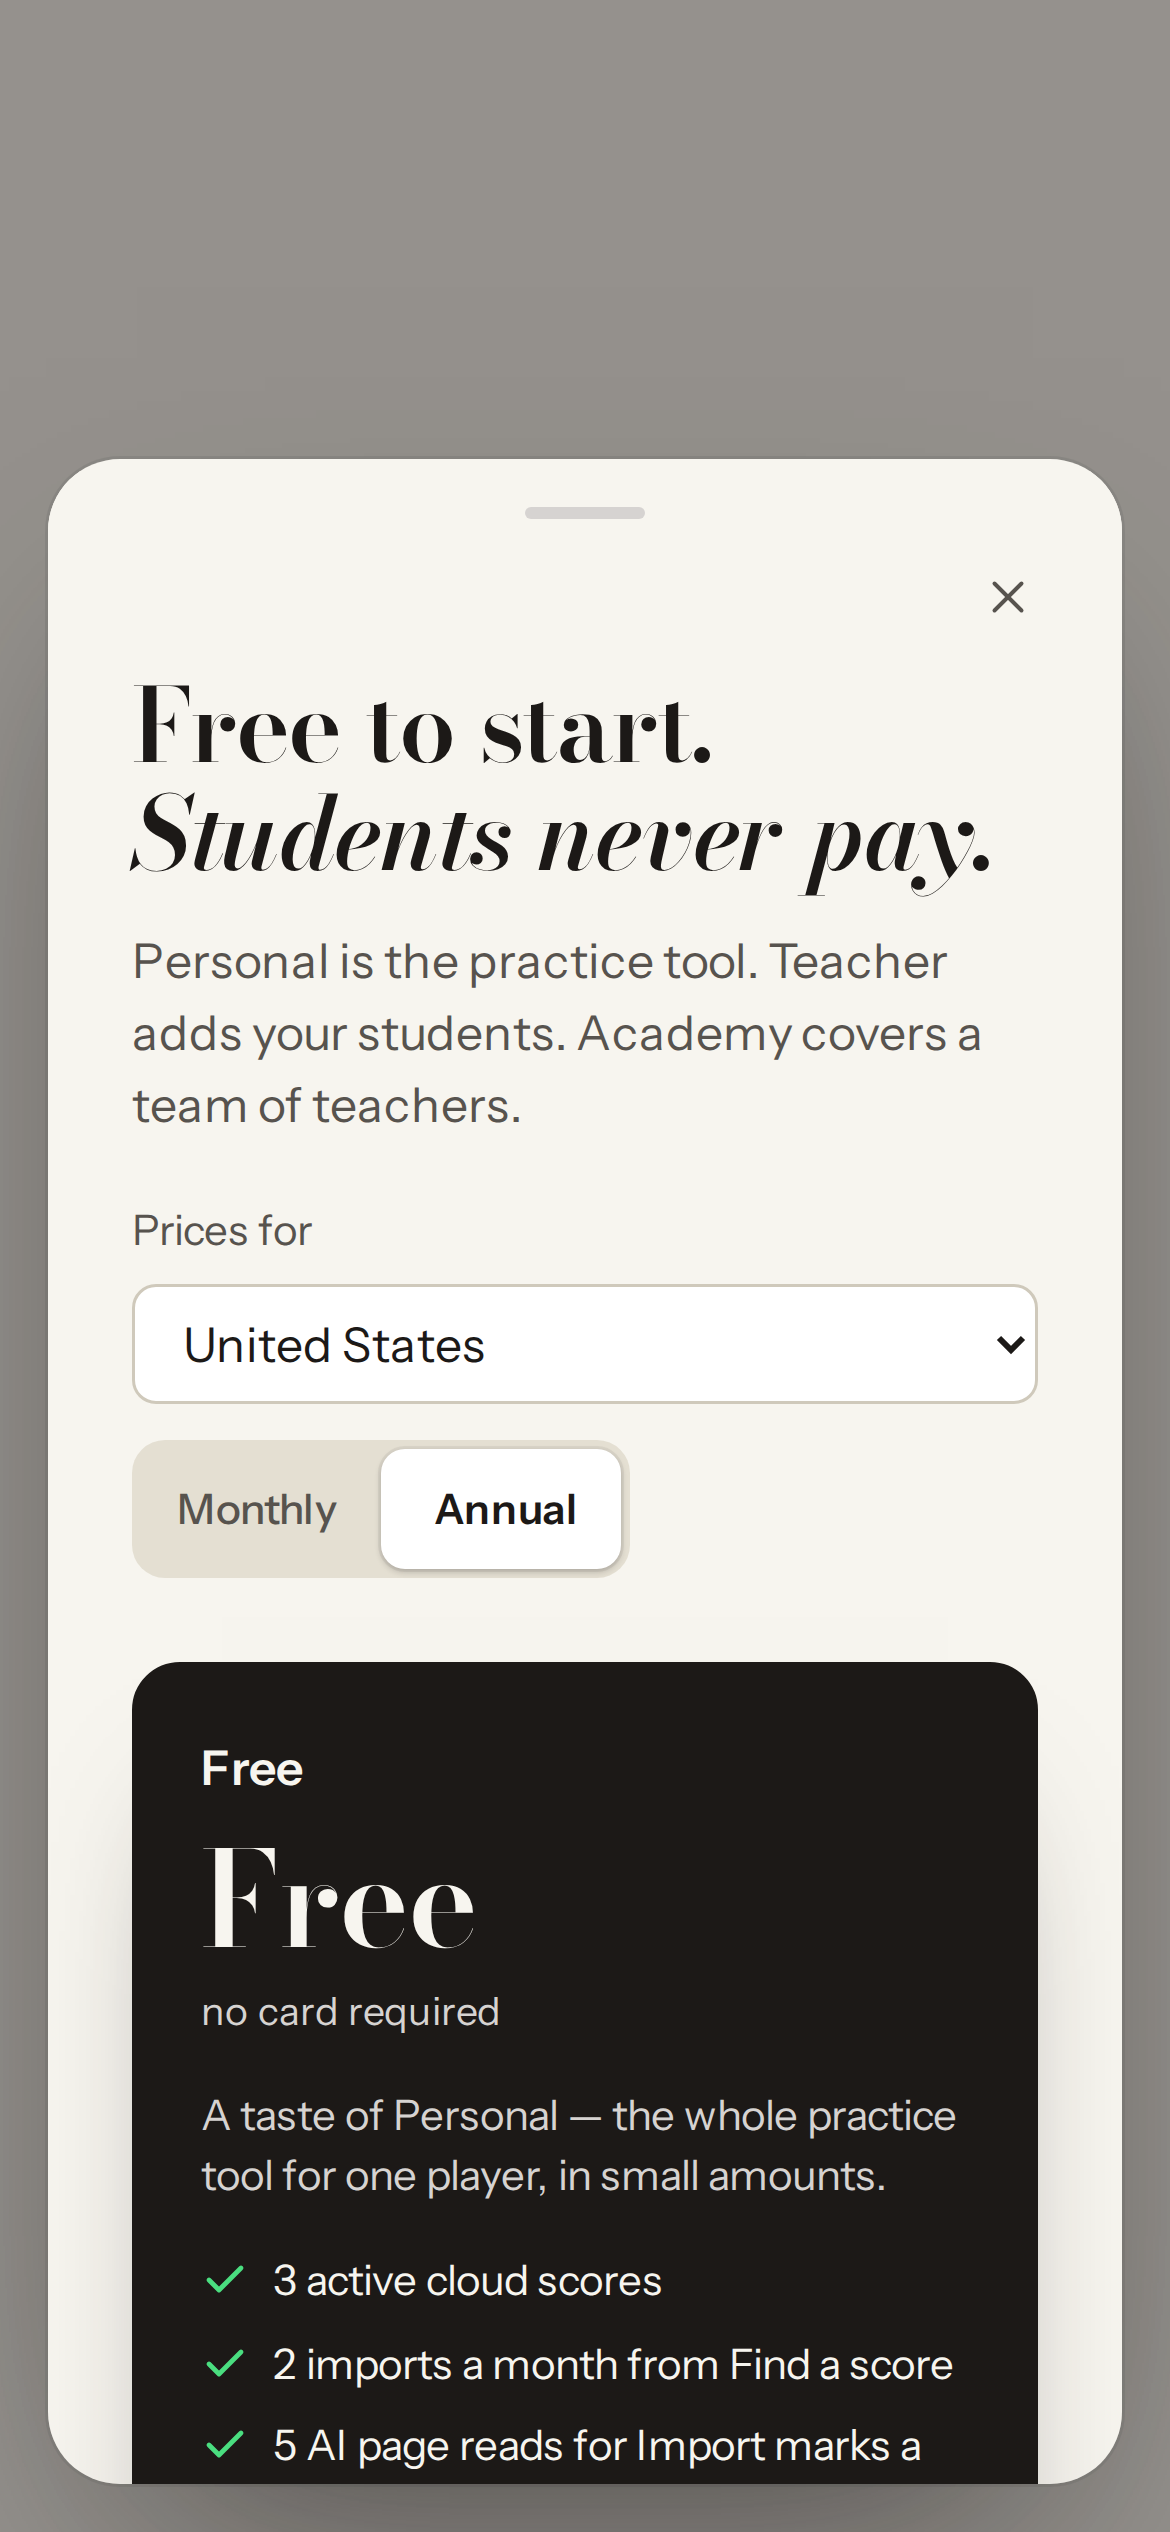 Free to start.
Students never pay.
Personal is the practice tool. Teacher
adds your students. Academy covers a
team of teachers.
Prices for
United States
Monthly
Annual
Free
Free
no card required
A taste of Personal — the whole practice
tool for one player, in small amounts.
3 active cloud scores
2 imports a month from Find a score
5 AI page reads for Import marks a